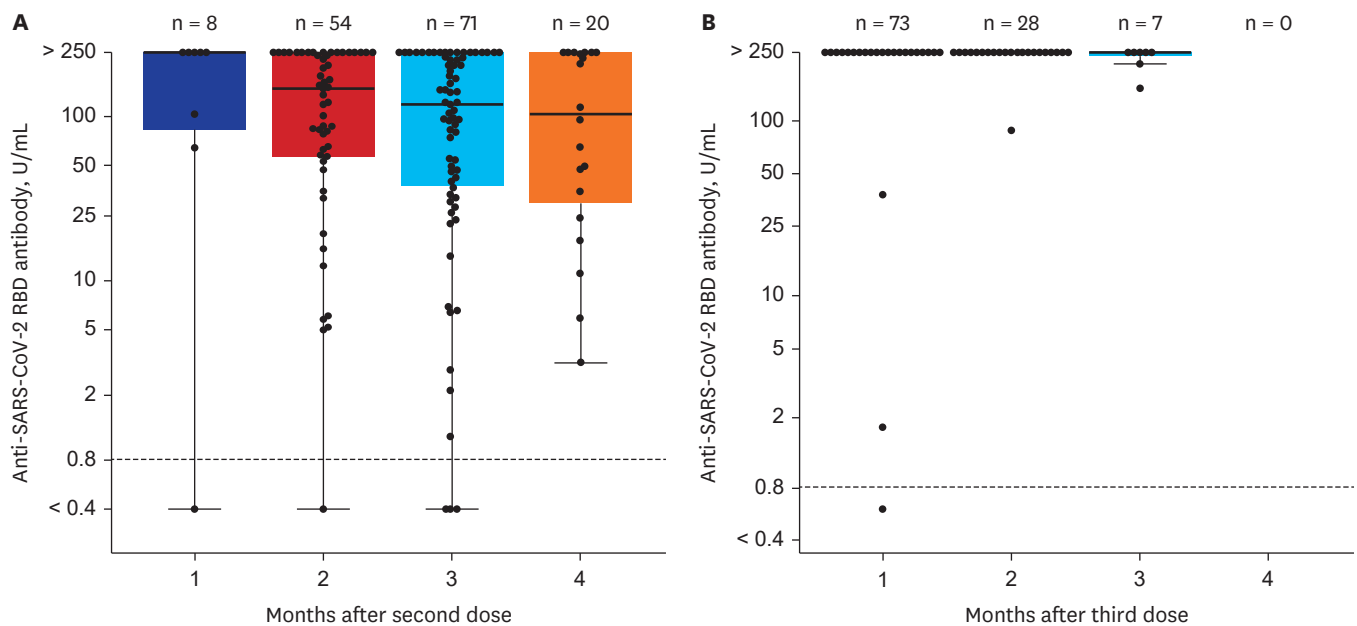 A
n = 8 n = 54 n = 71 n = 20
> 250
100
50
25
10
5
2
0.8
< 0.4
Anti-SARS-CoV-2 RBD antibody, U/mL
1 2 3 4
Months after second dose
B
n = 73 n = 28 n = 7 n = 0
> 250
100
50
25
10
5
2
0.8
< 0.4
Anti-SARS-CoV-2 RBD antibody, U/mL
1 2 3 4
Months after third dose